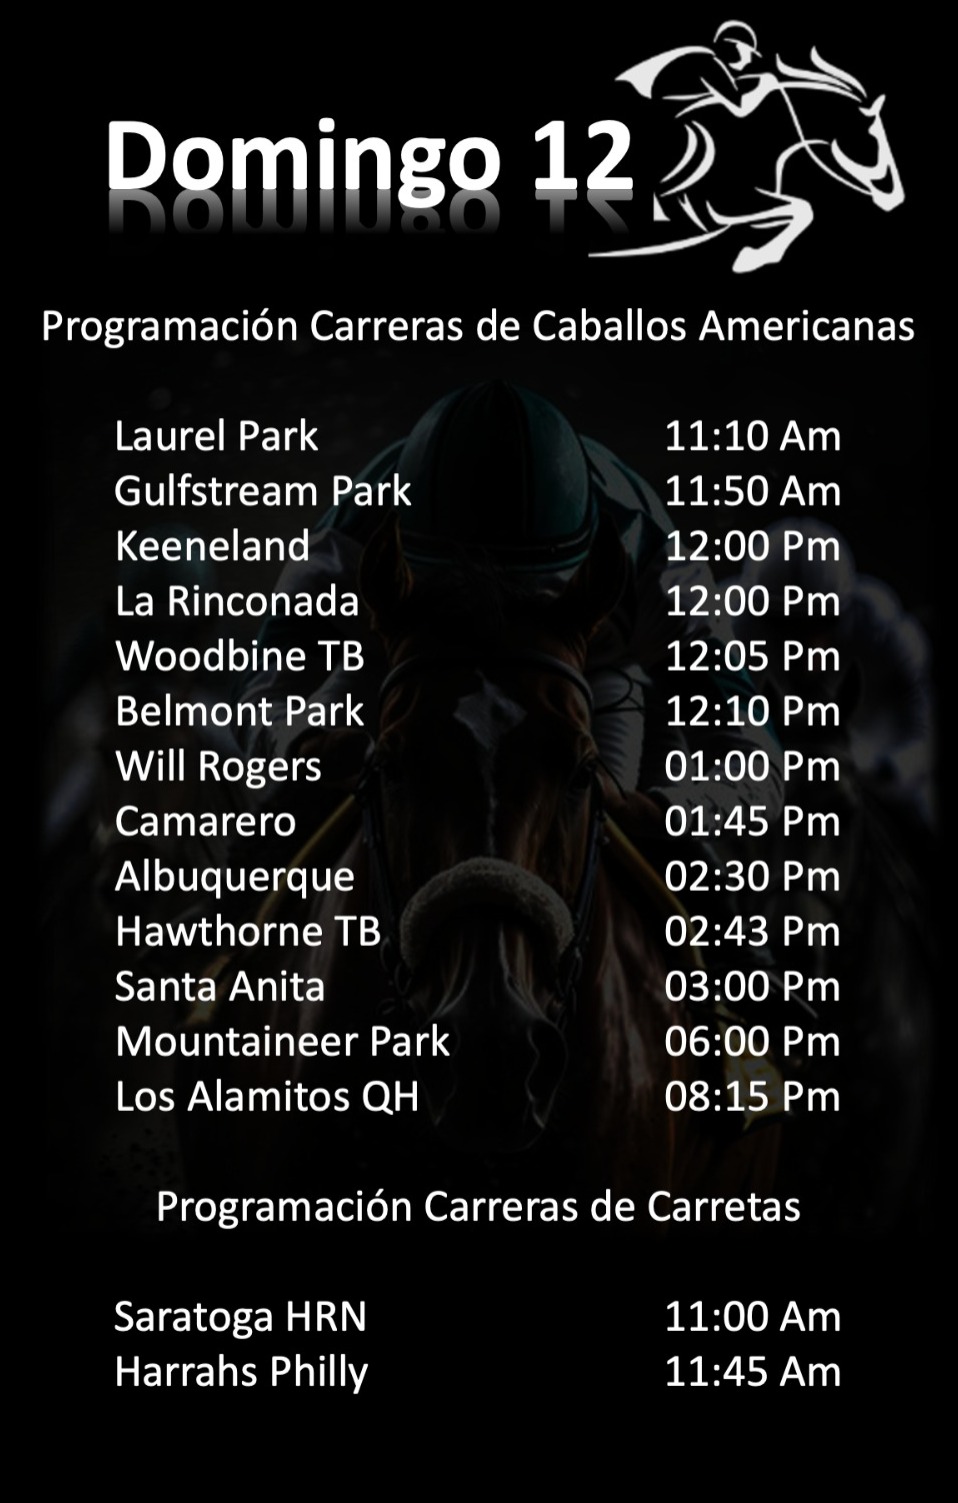 Domingo 12
Programación Carreras de Caballos Americanas
Laurel Park 11:10 Am
Gulfstream Park 11:50 Am
Keeneland 12:00 Pm
La Rinconada 12:00 Pm
Woodbine TB 12:05 Pm
Belmont Park 12:10 Pm
Will Rogers 01:00 Pm
Camarero 01:45 Pm
Albuquerque 02:30 Pm
Hawthorne TB 02:43 Pm
Santa Anita 03:00 Pm
Mountaineer Park 06:00 Pm
Los Alamitos QH 08:15 Pm
Programación Carreras de Carretas
Saratoga HRN 11:00 Am
Harrahs Philly 11:45 Am